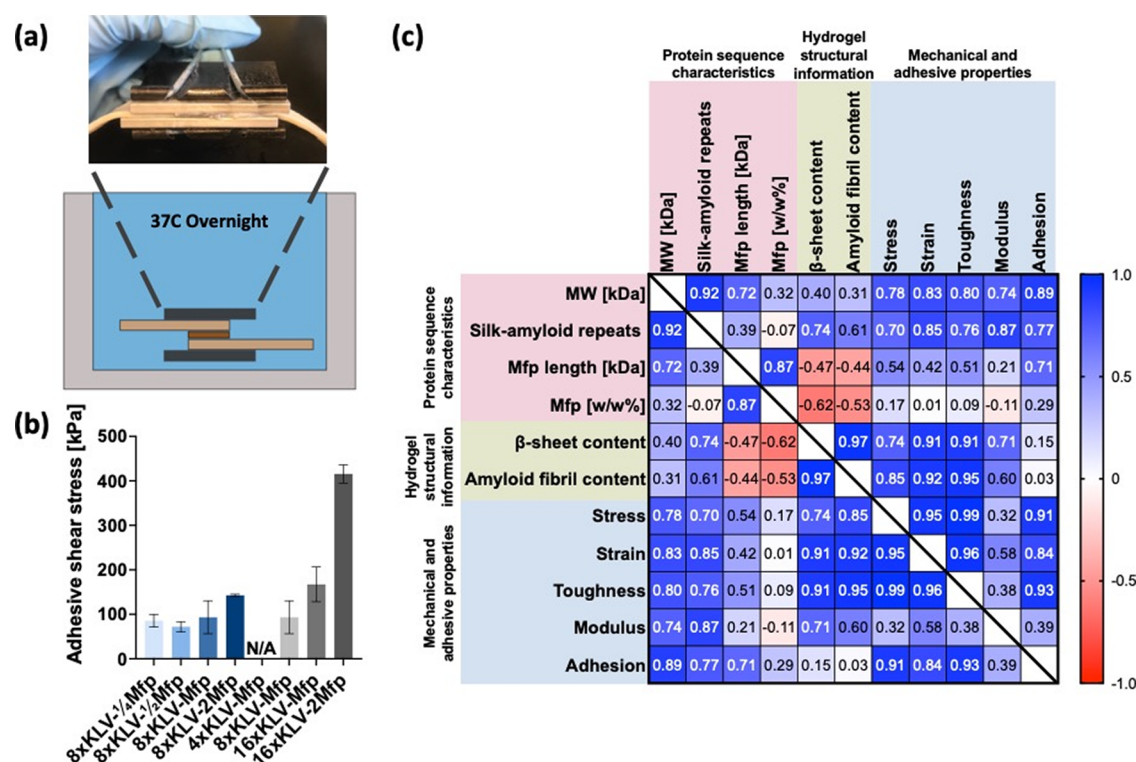 (a)
37C Overnight
(b)
Adhesive shear stress [kPa]
500
400
300
200
100
0
N/A
8xKLV-¼Mfp
8xKLV-½Mfp
8xKLV-Mfp
8xKLV-2Mfp
4xKLV-Mfp
8xKLV-Mfp
16xKLV-Mfp
16xKLV-2Mfp
(c)
Protein sequence
characteristics
Hydrogel
structural
information
Mechanical and
adhesive properties
MW [kDa]
Silk-amyloid repeats
Mfp length [kDa]
Mfp [w/w%]
β-sheet content
Amyloid fibril content
Stress
Strain
Toughness
Modulus
Adhesion
Protein sequence
characteristics
Hydrogel
structural
information
Mechanical and
adhesive properties
MW [kDa] 0.92 0.72 0.32 0.40 0.31 0.78 0.83 0.80 0.74 0.89
Silk-amyloid repeats 0.92 0.39 -0.07 0.74 0.61 0.70 0.85 0.76 0.87 0.77
Mfp length [kDa] 0.72 0.39 0.87 -0.47 -0.44 0.54 0.42 0.51 0.21 0.71
Mfp [w/w%] 0.32 -0.07 0.87 -0.62 -0.53 0.17 0.01 0.09 -0.11 0.29
β-sheet content 0.40 0.74 -0.47 -0.62 0.97 0.74 0.91 0.91 0.71 0.15
Amyloid fibril content 0.31 0.61 -0.44 -0.53 0.97 0.85 0.92 0.95 0.60 0.03
Stress 0.78 0.70 0.54 0.17 0.74 0.85 0.95 0.99 0.32 0.91
Strain 0.83 0.85 0.42 0.01 0.91 0.92 0.95 0.96 0.58 0.84
Toughness 0.80 0.76 0.51 0.09 0.91 0.95 0.99 0.96 0.38 0.93
Modulus 0.74 0.87 0.21 -0.11 0.71 0.60 0.32 0.58 0.38 0.39
Adhesion 0.89 0.77 0.71 0.29 0.15 0.03 0.91 0.84 0.93 0.39
1.0
0.5
0
-0.5
-1.0